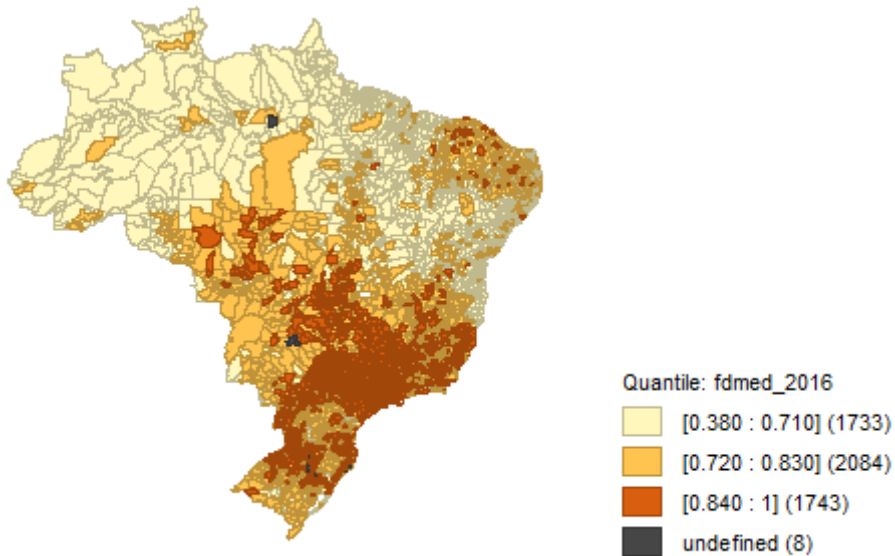 Quantile: fdmed_2016
[0.380 : 0.710] (1733)
[0.720 : 0.830] (2084)
[0.840 : 1] (1743)
undefined (8)